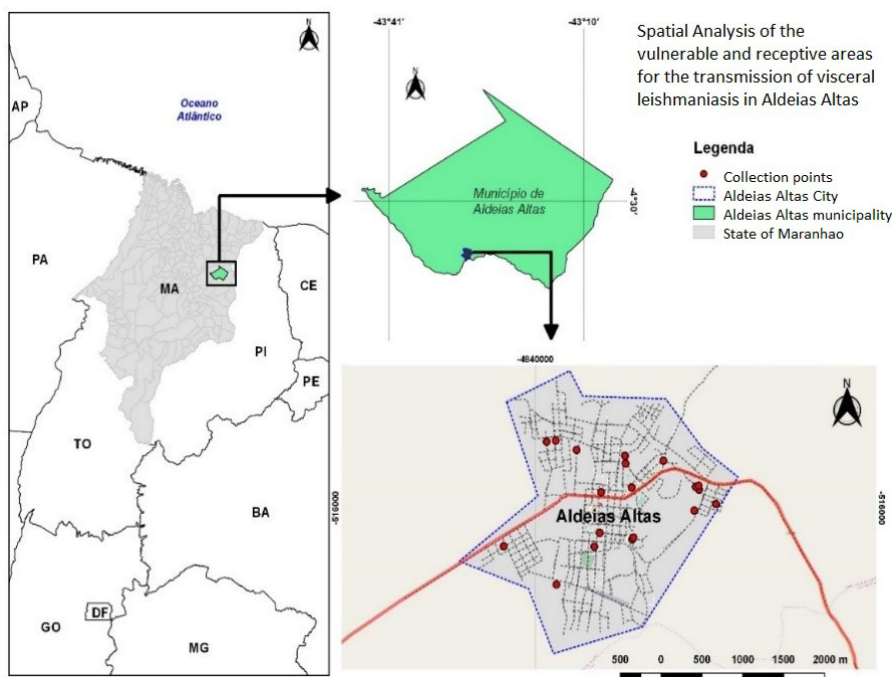 N
AP
Oceano
Atlântico
PA
MA
CE
PI
PE
TO
BA
GO
DF
MG
-43°41'
-43°10'
N
Município de
Aldeias Altas
-4°30'
Spatial Analysis of the
vulnerable and receptive areas
for the transmission of visceral
leishmaniasis in Aldeias Altas
Legenda
Collection points
Aldeias Altas City
Aldeias Altas municipality
State of Maranhao
-4840000
N
-516000
-516000
Aldeias Altas
500 0 500 1000 1500 2000 m